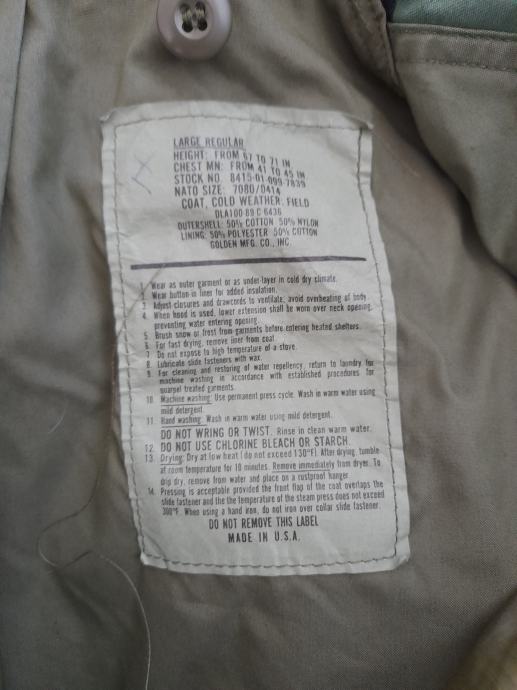 LARGE REGULAR
HEIGHT: FROM 67 TO 71 IN
CHEST MN: FROM 41 TO 45 IN
STOCK NO. 8415-01-099-7835
NATO SIZE: 7080/0414
COAT, COLD WEATHER, FIELD
DLA100-89-C-0436
OUTERSHELL: 50% COTTON 50% NYLON
LINING: 50% POLYESTER 50% COTTON
GOLDEN MFG. CO., INC.
1 Wear as outer garment or as under-layer in cold dry climate.
2 Wear button-in liner for added insulation.
3 Adjust closures and drawcords to ventilate; avoid overheating of body
4. When hood is used, lower extension shall be worn over neck opening,
preventing water entering opening.
5. Brush snow or frost from garments before entering heated shelters.
6. For fast drying, remove liner from coat.
7 Do not expose to high temperature of a stove.
8. Lubricate slide fasteners with wax.
9. For cleaning and restoring of water repellency, return to laundry for
machine washing in accordance with established procedures for
quarpel treated garments.
10. Machine washing: Use permanent press cycle. Wash in warm water using
mild detergent.
11. Hand washing: Wash in warm water using mild detergent.
DO NOT WRING OR TWIST. Rinse in clean warm water.
12. DO NOT USE CHLORINE BLEACH OR STARCH.
13. Drying: Dry at low heat (do not exceed 130°F). After drying, tumble
at room temperature for 10 minutes. Remove immediately from dryer. To
drip dry, remove from water and place on a rustproof hanger.
14. Pressing is acceptable provided the front flap of the coat overlaps the
slide fastener and the the temperature of the steam press does not exceed
300°F. When using a hand iron, do not iron over collar slide fastener.
DO NOT REMOVE THIS LABEL
MADE IN U.S.A.